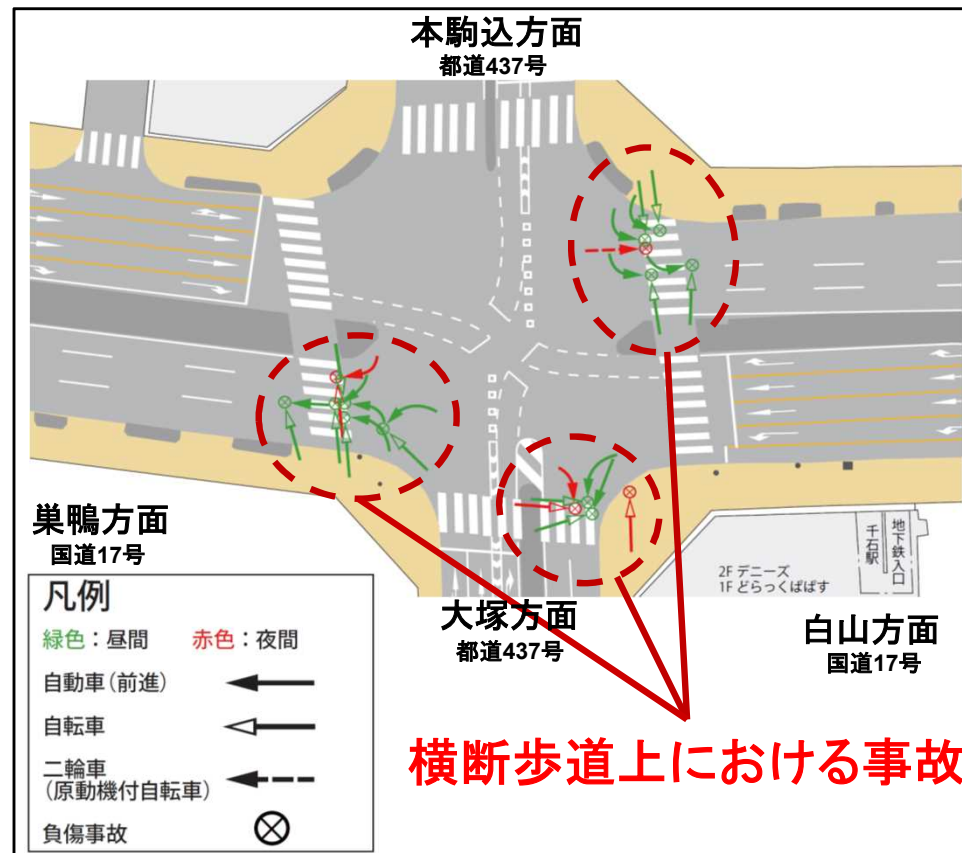 本駒込方面
都道437号
巣鴨方面
国道17号
大塚方面
都道437号
白山方面
国道17号
2F デニーズ
1F どらっぐぱぱす
千石駅
地下鉄入口
凡例
緑色：昼間 赤色：夜間
自動車(前進)
自転車
二輪車
(原動機付自転車)
負傷事故
横断歩道上における事故